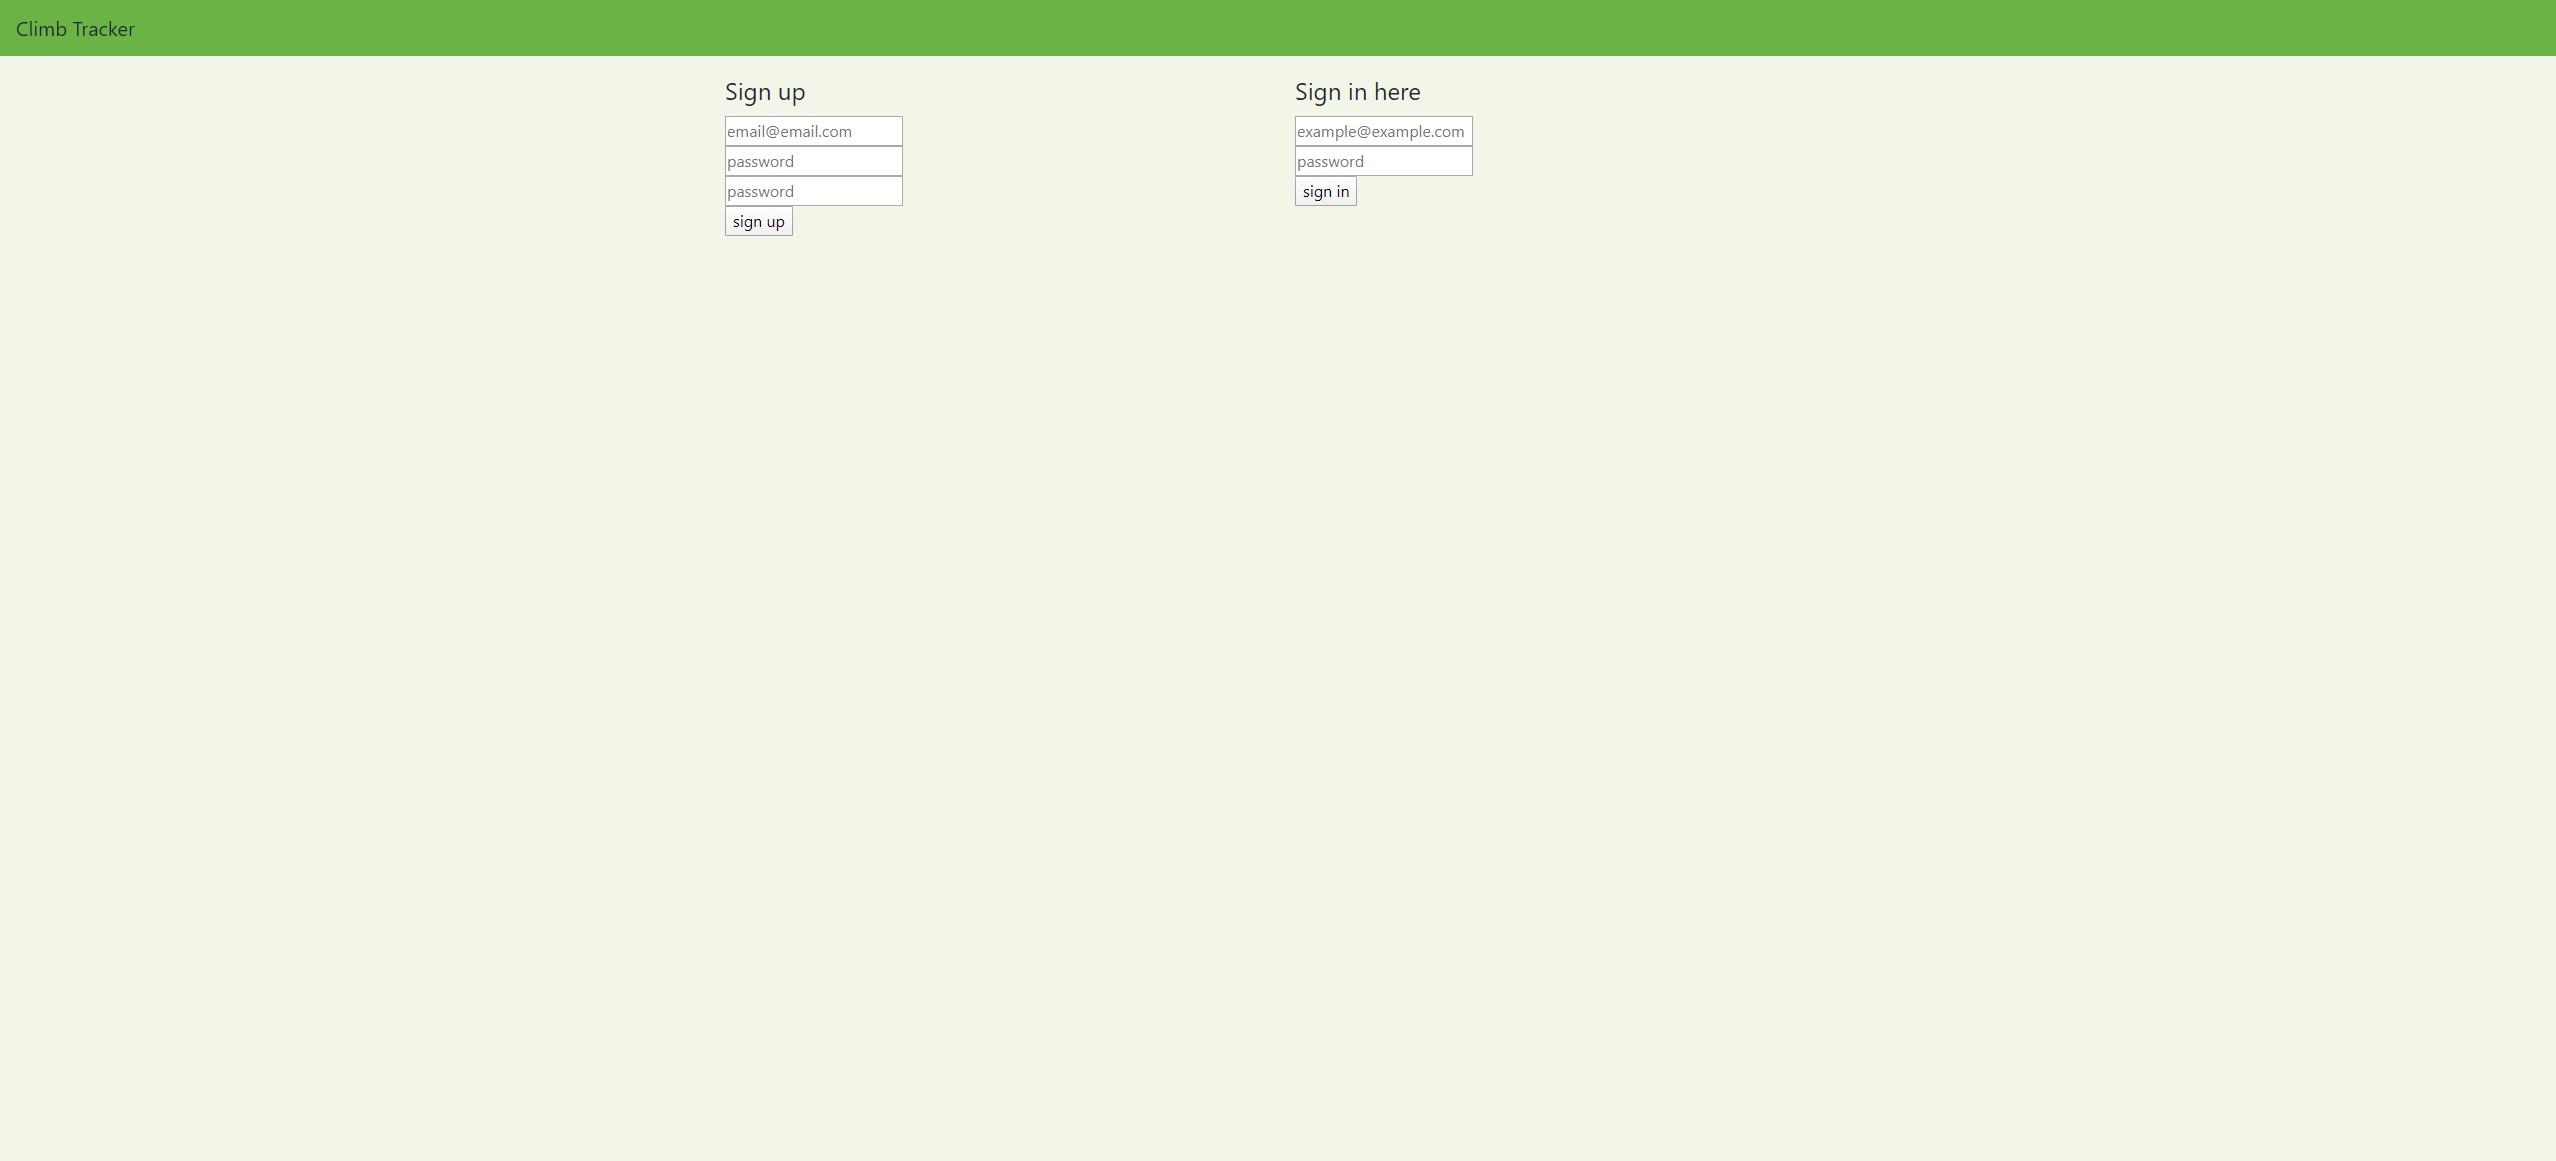 Climb Tracker
Sign up
email@email.com
password
password
sign up
Sign in here
example@example.com
password
sign in